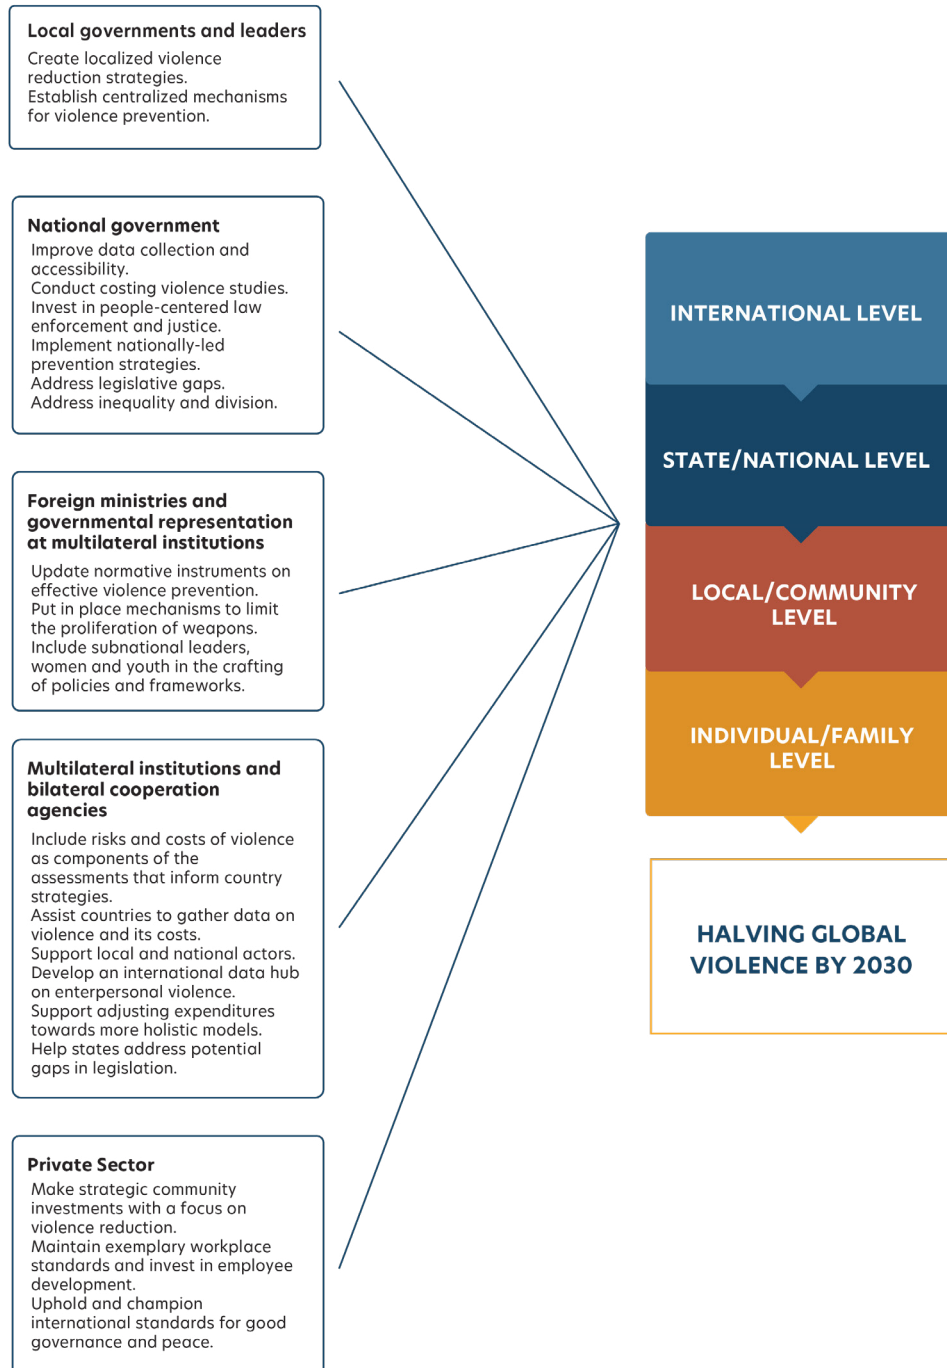 Local governments and leaders
Create localized violence
reduction strategies.
Establish centralized mechanisms
for violence prevention.
National government
Improve data collection and
accessibility.
Conduct costing violence studies.
Invest in people-centered law
enforcement and justice.
Implement nationally-led
prevention strategies.
Address legislative gaps.
Address inequality and division.
Foreign ministries and
governmental representation
at multilateral institutions
Update normative instruments on
effective violence prevention.
Put in place mechanisms to limit
the proliferation of weapons.
Include subnational leaders,
women and youth in the crafting
of policies and frameworks.
Multilateral institutions and
bilateral cooperation
agencies
Include risks and costs of violence
as components of the
assessments that inform country
strategies.
Assist countries to gather data on
violence and its costs.
Support local and national actors.
Develop an international data hub
on enterpersonal violence.
Support adjusting expenditures
towards more holistic models.
Help states address potential
gaps in legislation.
Private Sector
Make strategic community
investments with a focus on
violence reduction.
Maintain exemplary workplace
standards and invest in employee
development.
Uphold and champion
international standards for good
governance and peace.
INTERNATIONAL LEVEL
STATE/NATIONAL LEVEL
LOCAL/COMMUNITY
LEVEL
INDIVIDUAL/FAMILY
LEVEL
HALVING GLOBAL
VIOLENCE BY 2030